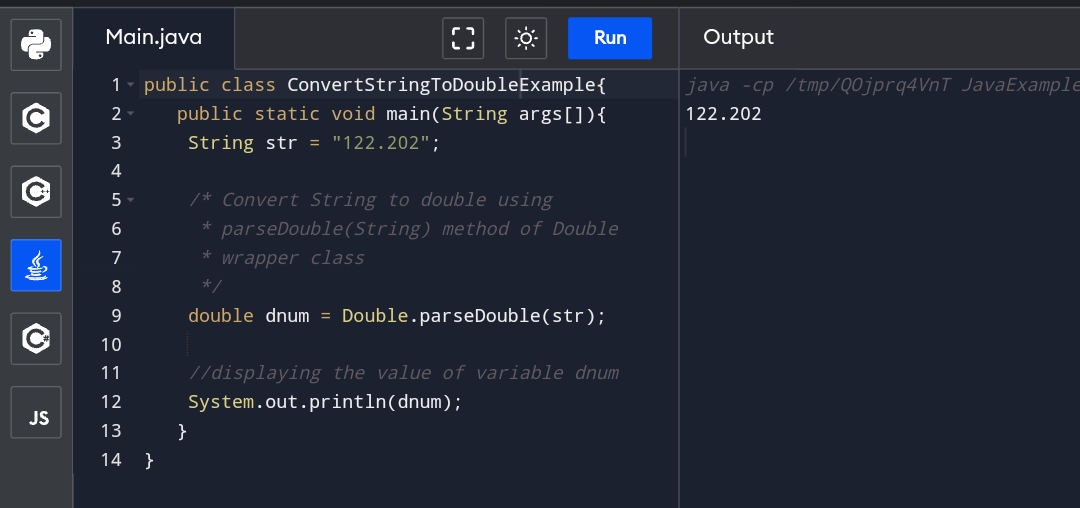 Main.java
Run
Output
1 public class ConvertStringToDoubleExample{
2 public static void main(String args[]){
3 String str = "122.202";
4
5 /* Convert String to double using
6 * parseDouble(String) method of Double
7 * wrapper class
8 */
9 double dnum = Double.parseDouble(str);
10
11 //displaying the value of variable dnum
12 System.out.println(dnum);
13 }
14 }
java -cp /tmp/QOjprq4VnT JavaExample
122.202
C
C++
C#
JS